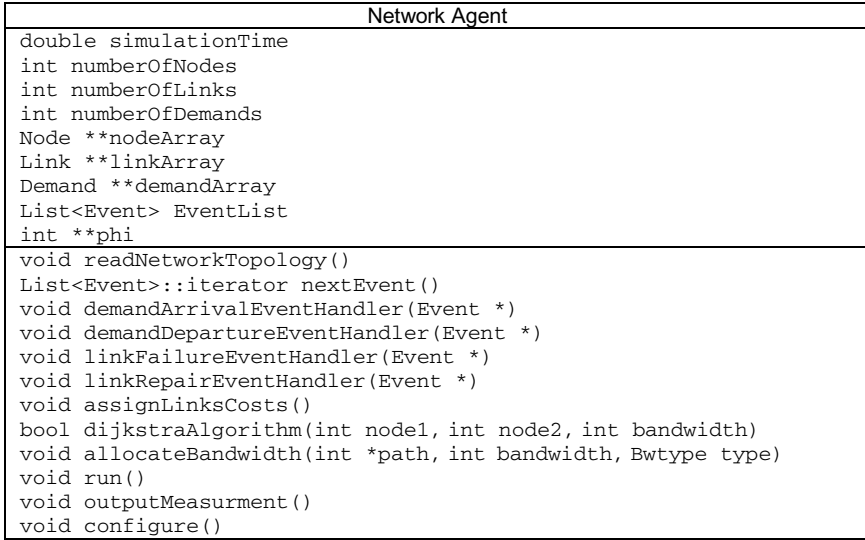 Network Agent
double simulationTime
int numberOfNodes
int numberOfLinks
int numberOfDemands
Node **nodeArray
Link **linkArray
Demand **demandArray
List<Event> EventList
int **phi
void readNetworkTopology()
List<Event>::iterator nextEvent()
void demandArrivalEventHandler(Event *)
void demandDepartureEventHandler(Event *)
void linkFailureEventHandler(Event *)
void linkRepairEventHandler(Event *)
void assignLinksCosts()
bool dijkstraAlgorithm(int node1, int node2, int bandwidth)
void allocateBandwidth(int *path, int bandwidth, Bwtype type)
void run()
void outputMeasurment()
void configure()